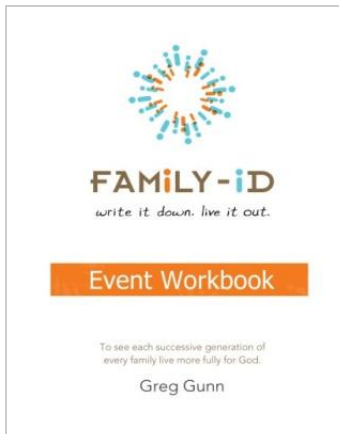 FAMiLY-iD
write it down. live it out.
Event Workbook
To see each successive generation of
every family live more fully for God.
Greg Gunn